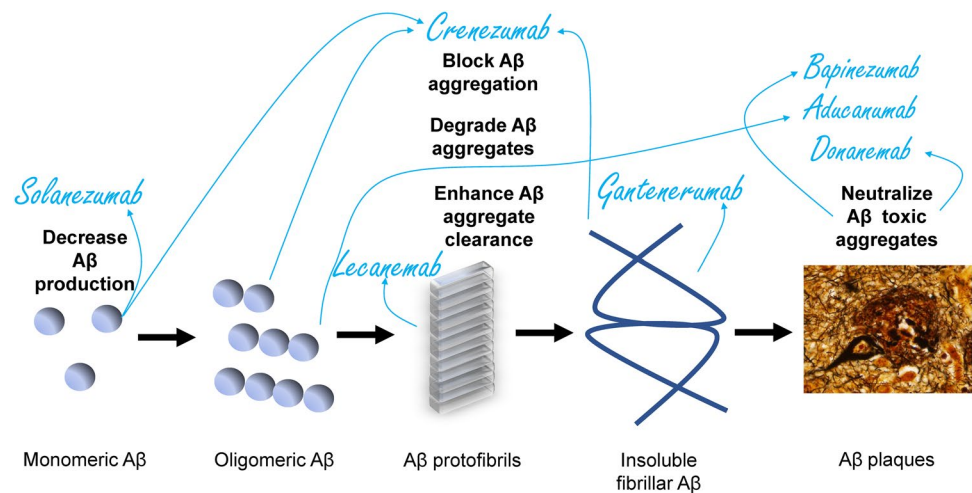 Crenezumab
Block Aβ
aggregation
Bapinezumab
Aducanumab
Degrade Aβ
aggregates
Donanemab
Solanezumab
Enhance Aβ
aggregate
clearance
Gantenerumab
Neutralize
Aβ toxic
aggregates
Decrease
Aβ
production
Lecanemab
Monomeric Aβ
Oligomeric Aβ
Aβ protofibrils
Insoluble
fibrillar Aβ
Aβ plaques